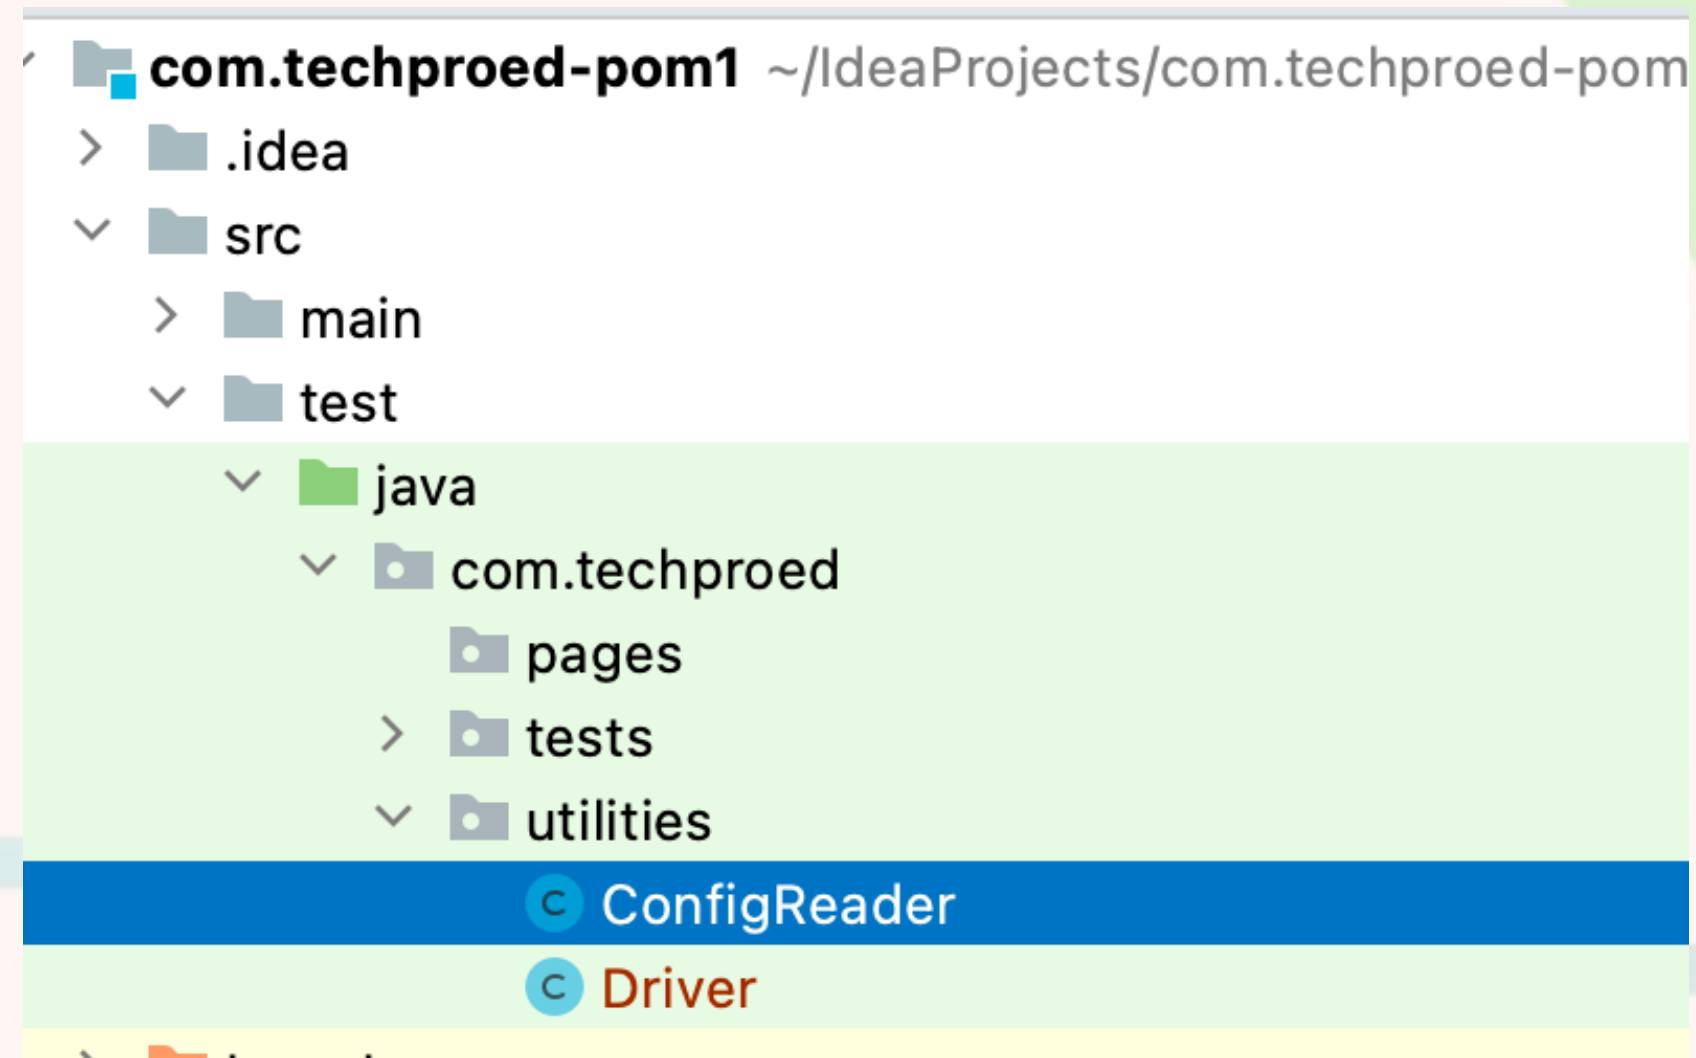 com.techproed-pom1 ~/IdeaProjects/com.techproed-pom
.idea
src
main
test
java
com.techproed
pages
tests
utilities
ConfigReader
Driver